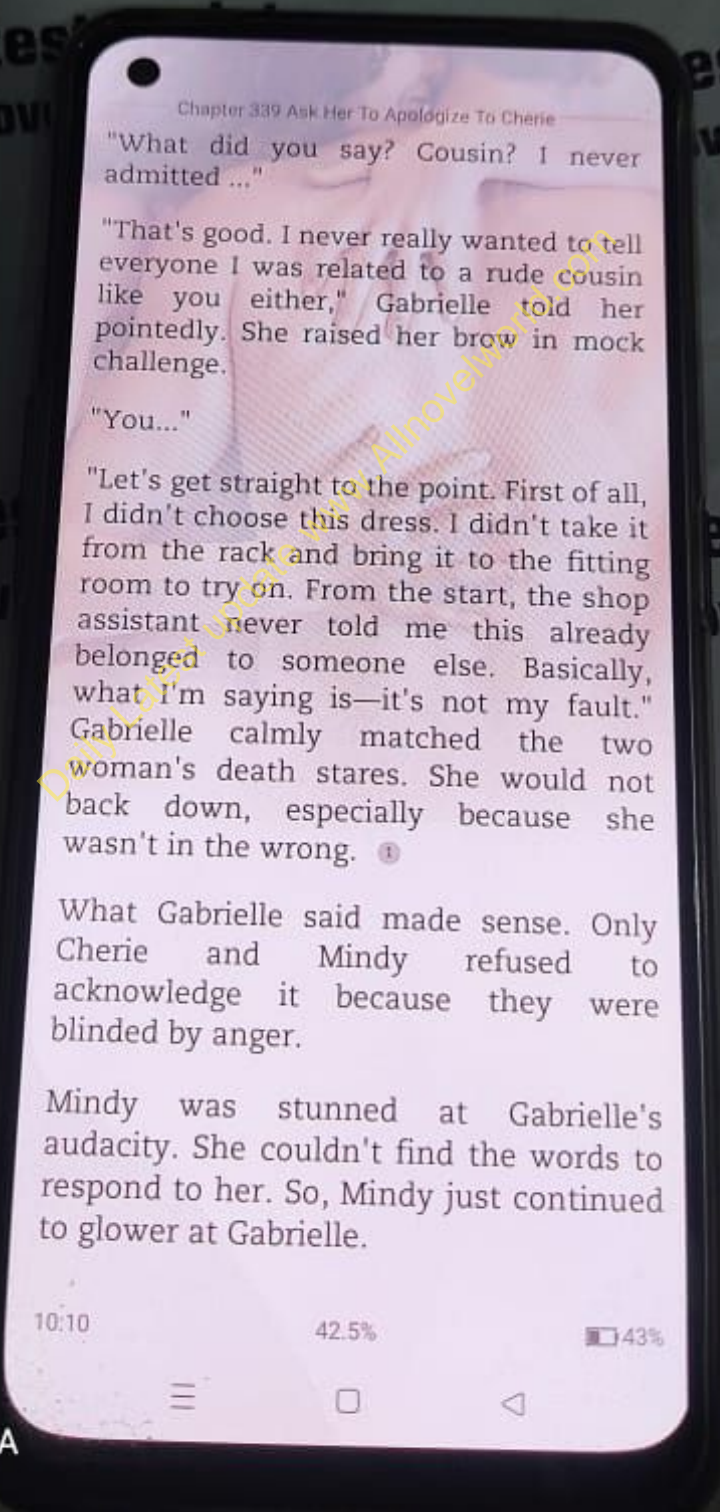 Chapter 339 Ask Her To Apologize To Cherie
"What did you say? Cousin? I never
admitted ..."
"That's good. I never really wanted to tell
everyone I was related to a rude cousin
like you either," Gabrielle told her
pointedly. She raised her brow in mock
challenge.
"You..."
"Let's get straight to the point. First of all,
I didn't choose this dress. I didn't take it
from the rack and bring it to the fitting
room to try on. From the start, the shop
assistant never told me this already
belonged to someone else. Basically,
what I'm saying is—it's not my fault."
Gabrielle calmly matched the two
woman's death stares. She would not
back down, especially because she
wasn't in the wrong. 1
What Gabrielle said made sense. Only
Cherie and Mindy refused to
acknowledge it because they were
blinded by anger.
Mindy was stunned at Gabrielle's
audacity. She couldn't find the words to
respond to her. So, Mindy just continued
to glower at Gabrielle.
10:10 42.5% 43%
Daily Latest update www.Allnovelworld.com
A